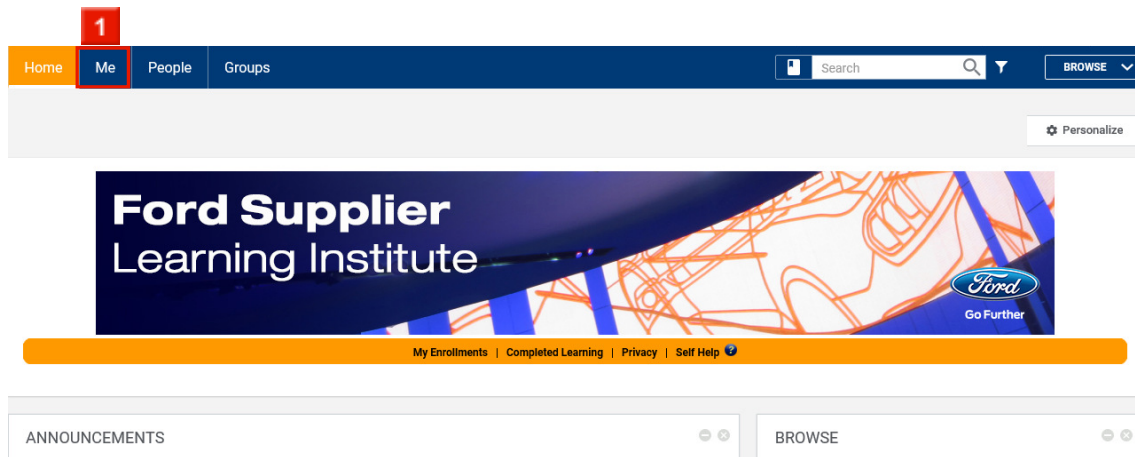 1
Home Me People Groups Search BROWSE
Personalize
Ford Supplier
Learning Institute
Ford
Go Further
My Enrollments | Completed Learning | Privacy | Self Help ?
ANNOUNCEMENTS BROWSE